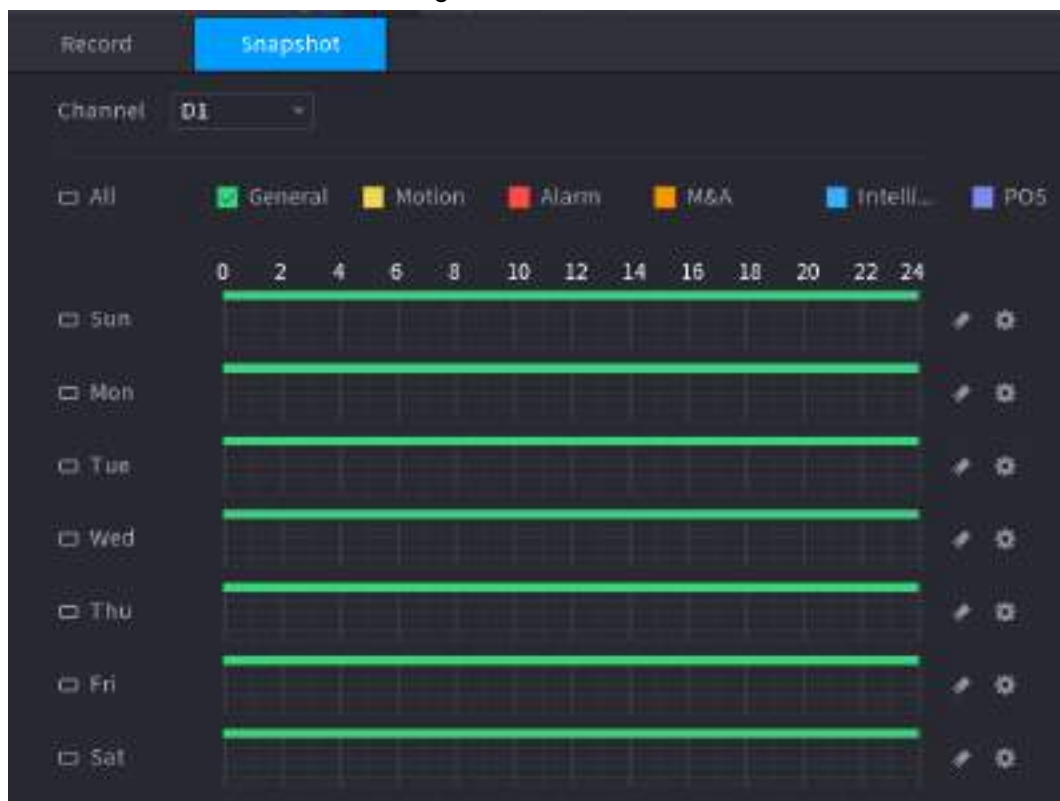 Record Snapshot
Channel D1
All General Motion Alarm M&A Intelli... POS
0 2 4 6 8 10 12 14 16 18 20 22 24
Sun
Mon
Tue
Wed
Thu
Fri
Sat